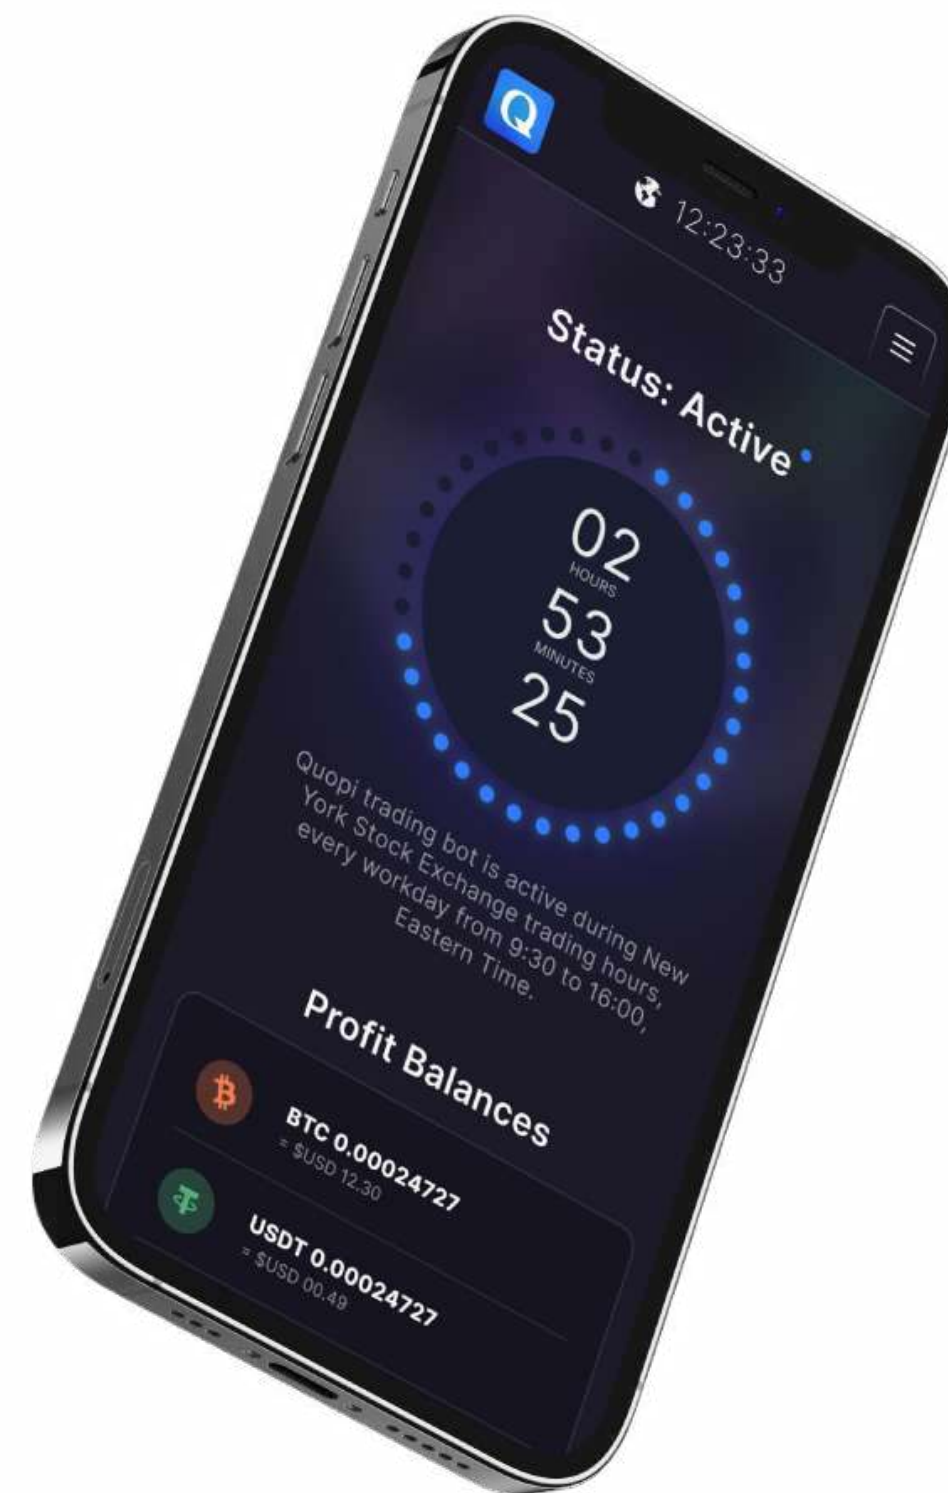 Q
12:23:33
Status: Active
02
HOURS
53
MINUTES
25
Quopi trading bot is active during New
York Stock Exchange trading hours,
every workday from 9:30 to 16:00,
Eastern Time.
Profit Balances
BTC 0.00024727
= $USD 12.30
USDT 0.00024727
= $USD 00.49